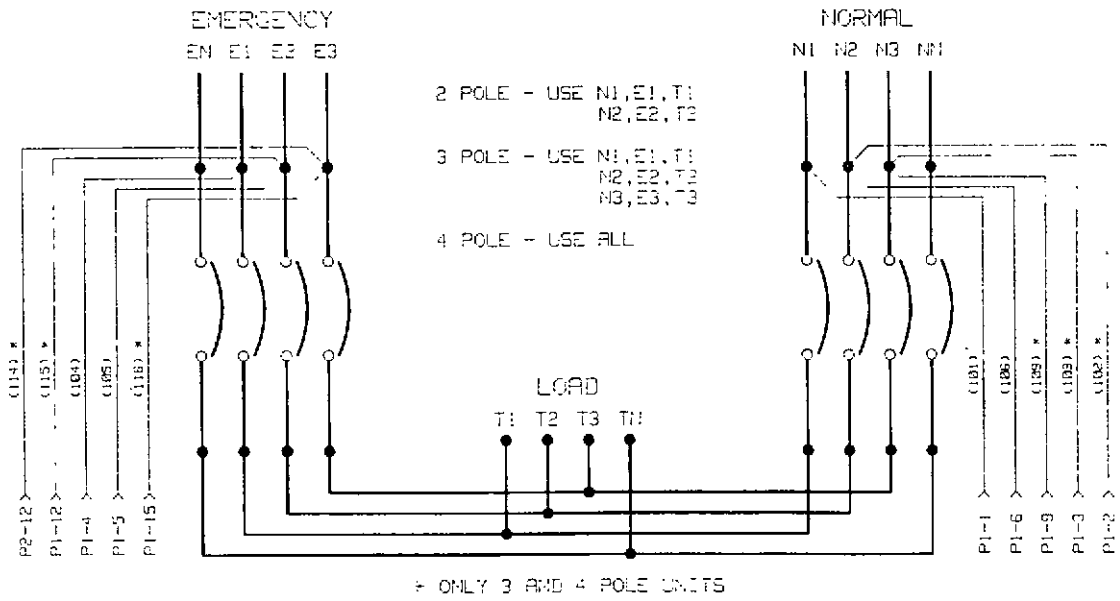 EMERGENCY
EN E1 E2 E3
NORMAL
N1 N2 N3 NN
2 POLE - USE N1,E1,T1
N2,E2,T2
3 POLE - USE N1,E1,T1
N2,E2,T2
N3,E3,T3
4 POLE - USE ALL
(114) *
(115) *
(104)
(105)
(116) *
LOAD
T1 T2 T3 TN
(101)
(106)
(109) *
(103) *
(102) *
P2-12
P1-12
P1-4
P1-5
P1-15
P1-1
P1-6
P1-9
P1-3
P1-2
* ONLY 3 AND 4 POLE UNITS